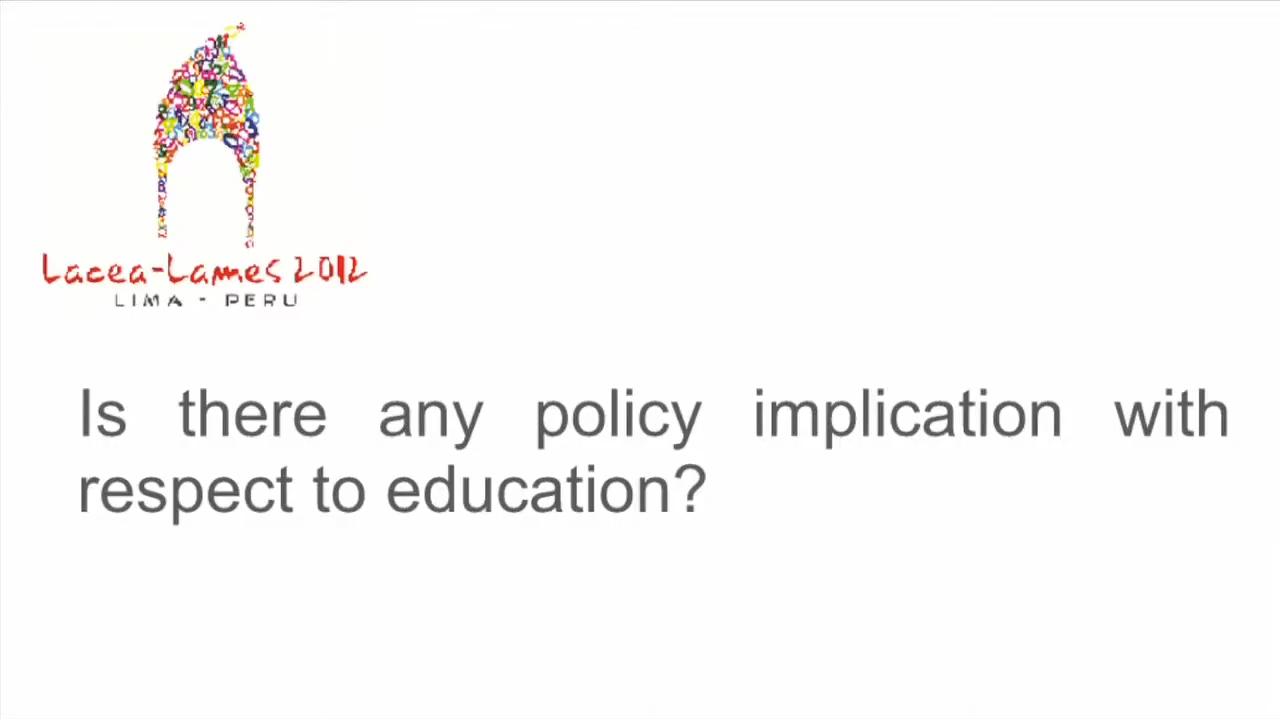 Lacea-Lames 2012
LIMA - PERU
Is there any policy implication with
respect to education?